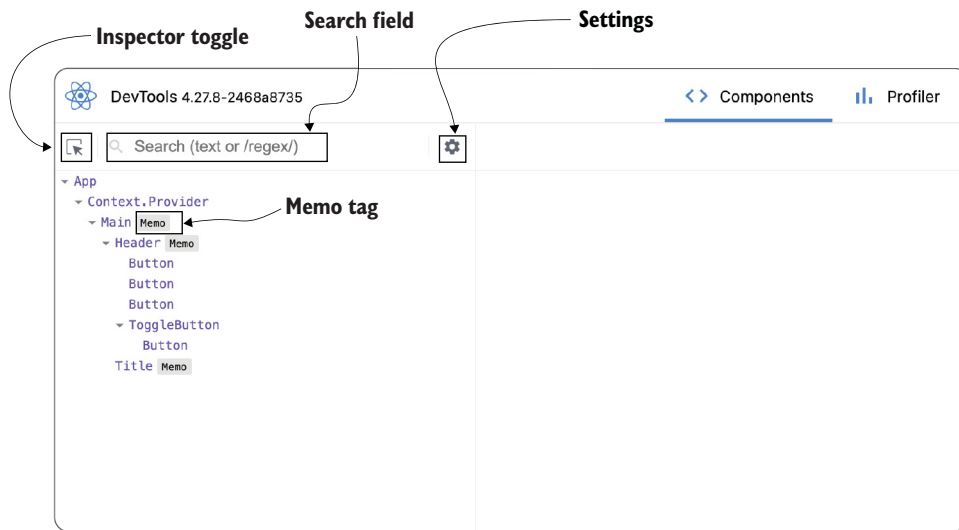 Search field
Settings
Inspector toggle
DevTools 4.27.8-2468a8735
Components
Profiler
Search (text or /regex/)
App
Context.Provider
Main Memo
Memo tag
Header Memo
Button
Button
Button
ToggleButton
Button
Title Memo